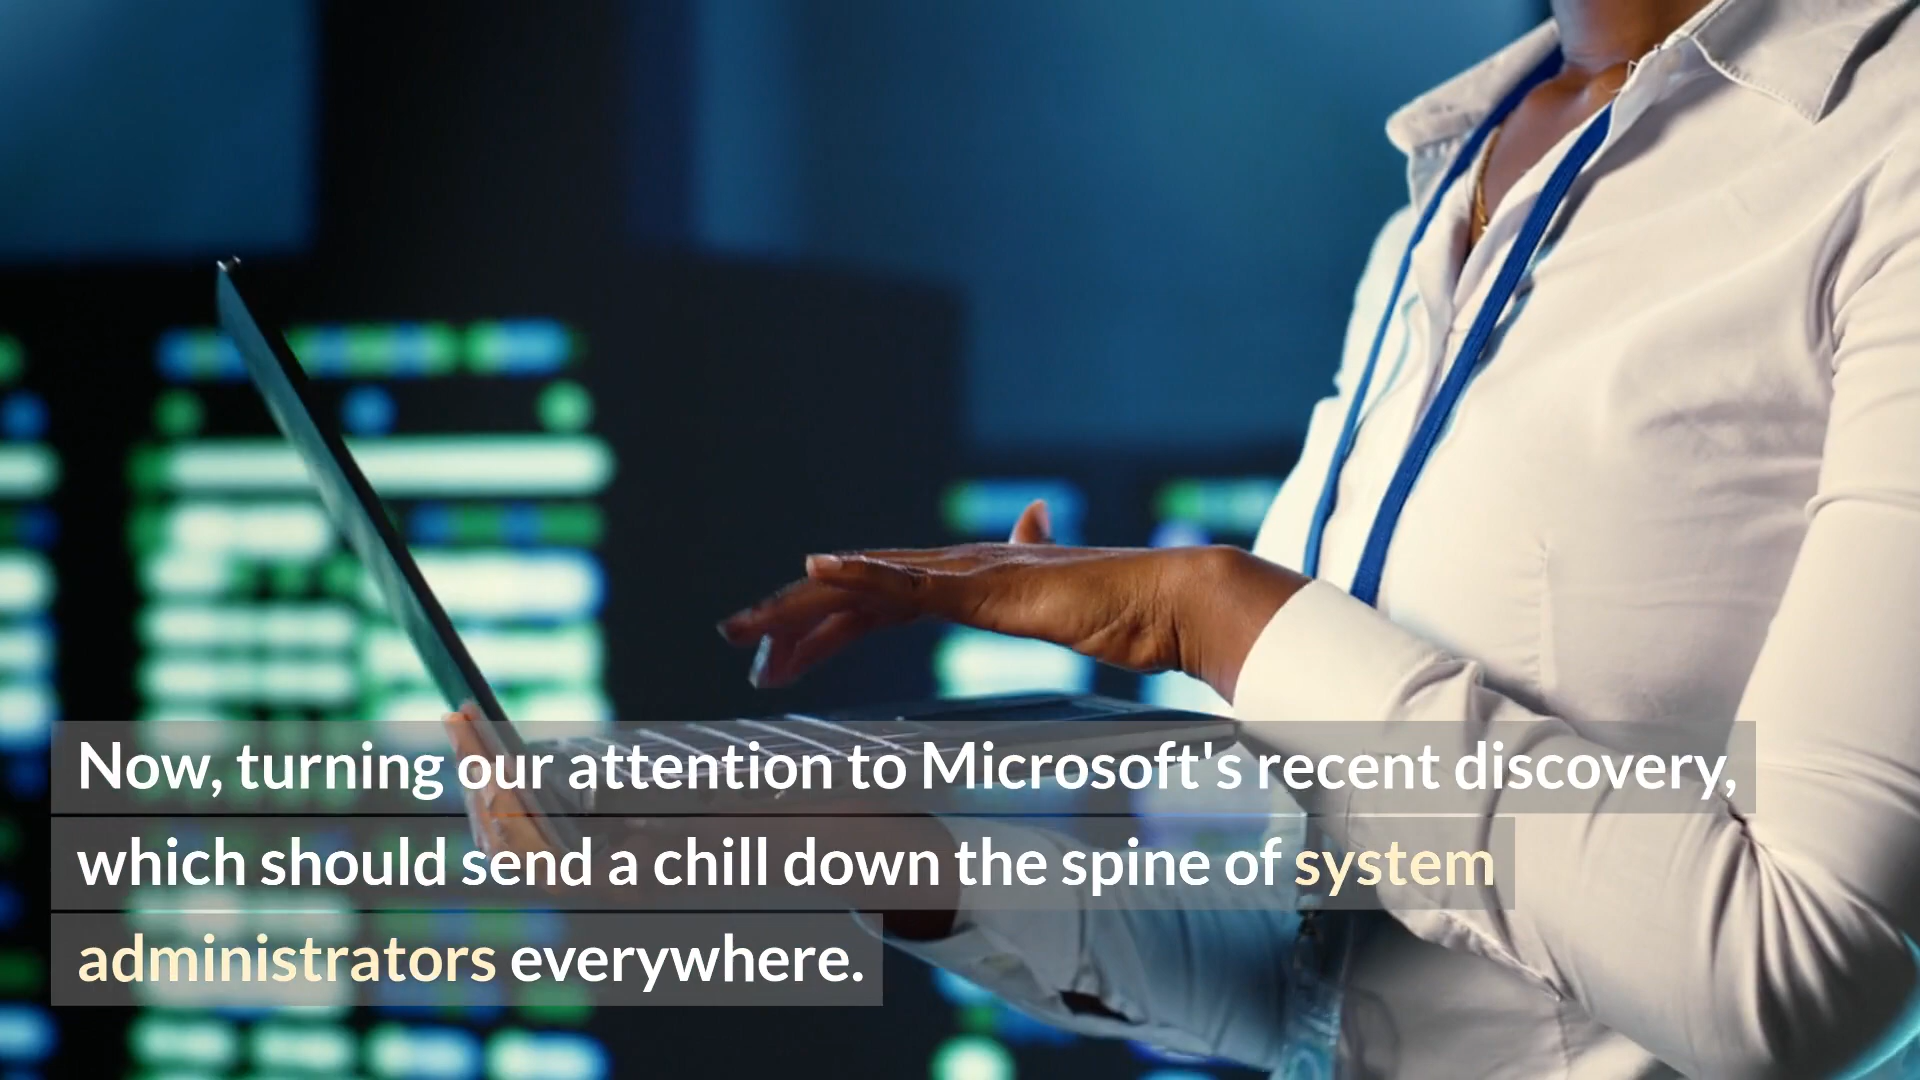 Now, turning our attention to Microsoft's recent discovery,
which should send a chill down the spine of system
administrators everywhere.